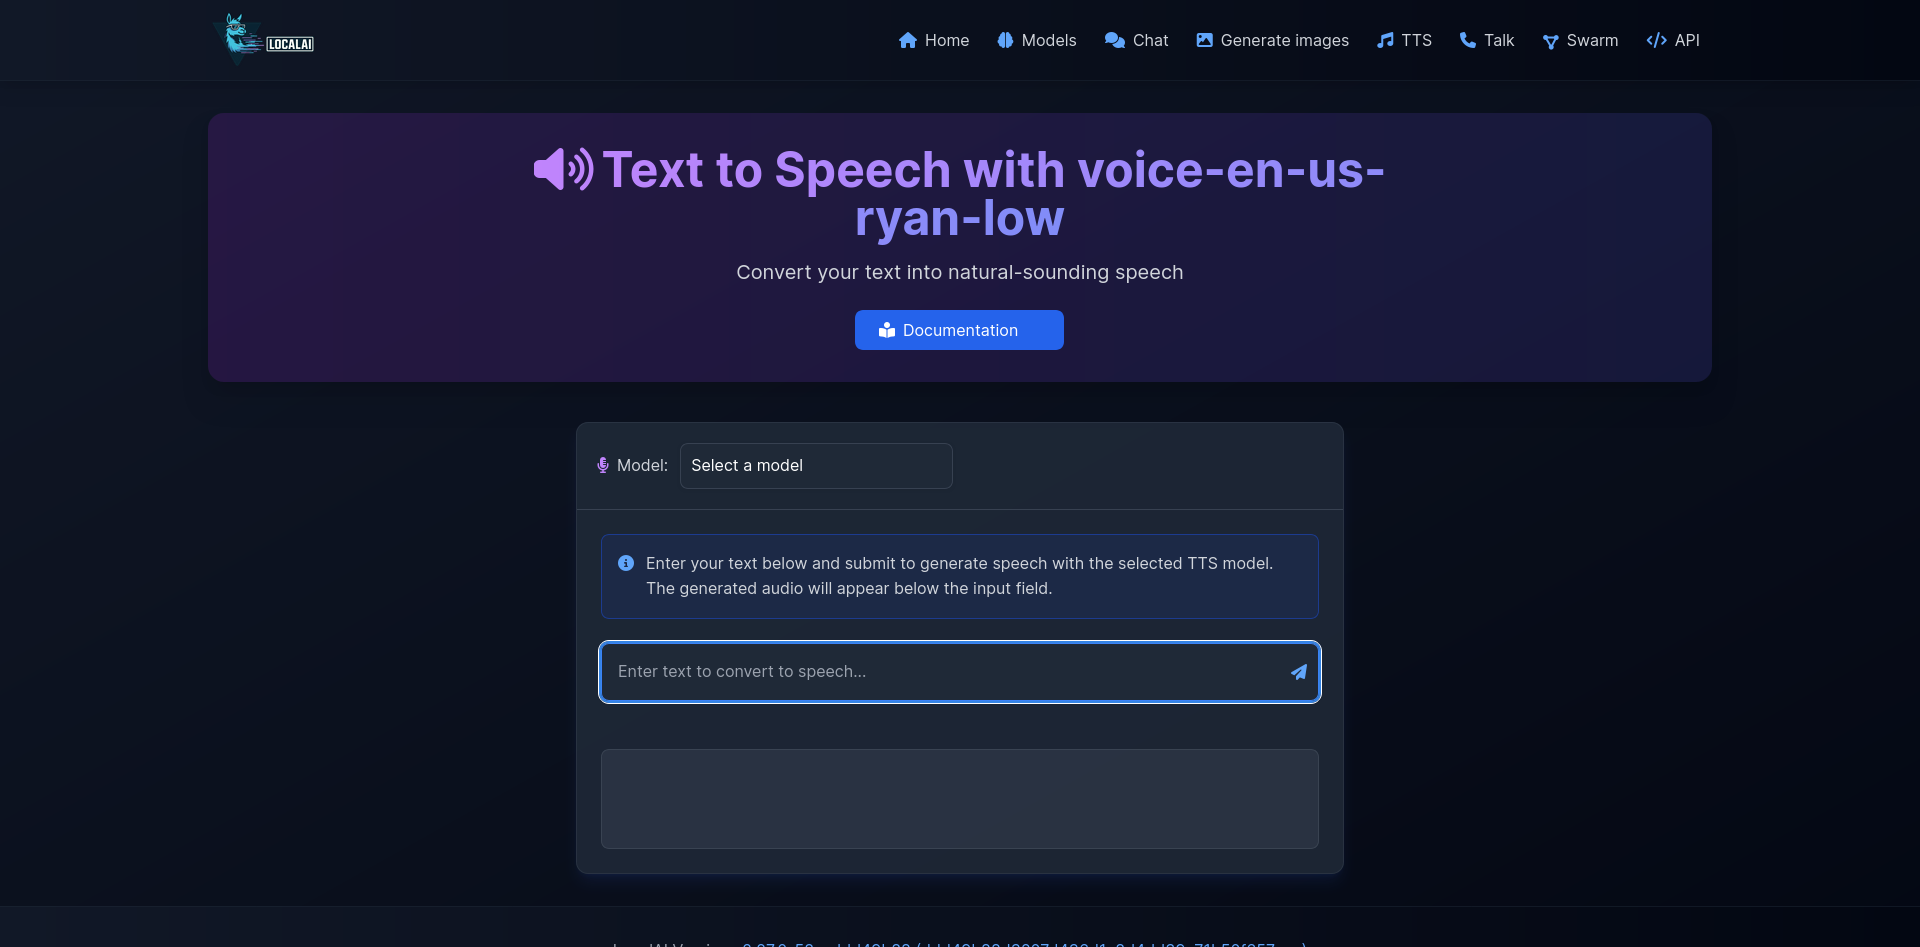 LOCALAI
Home Models Chat Generate images TTS Talk Swarm API
Text to Speech with voice-en-us-
ryan-low
Convert your text into natural-sounding speech
Documentation
Model: Select a model
Enter your text below and submit to generate speech with the selected TTS model.
The generated audio will appear below the input field.
Enter text to convert to speech...